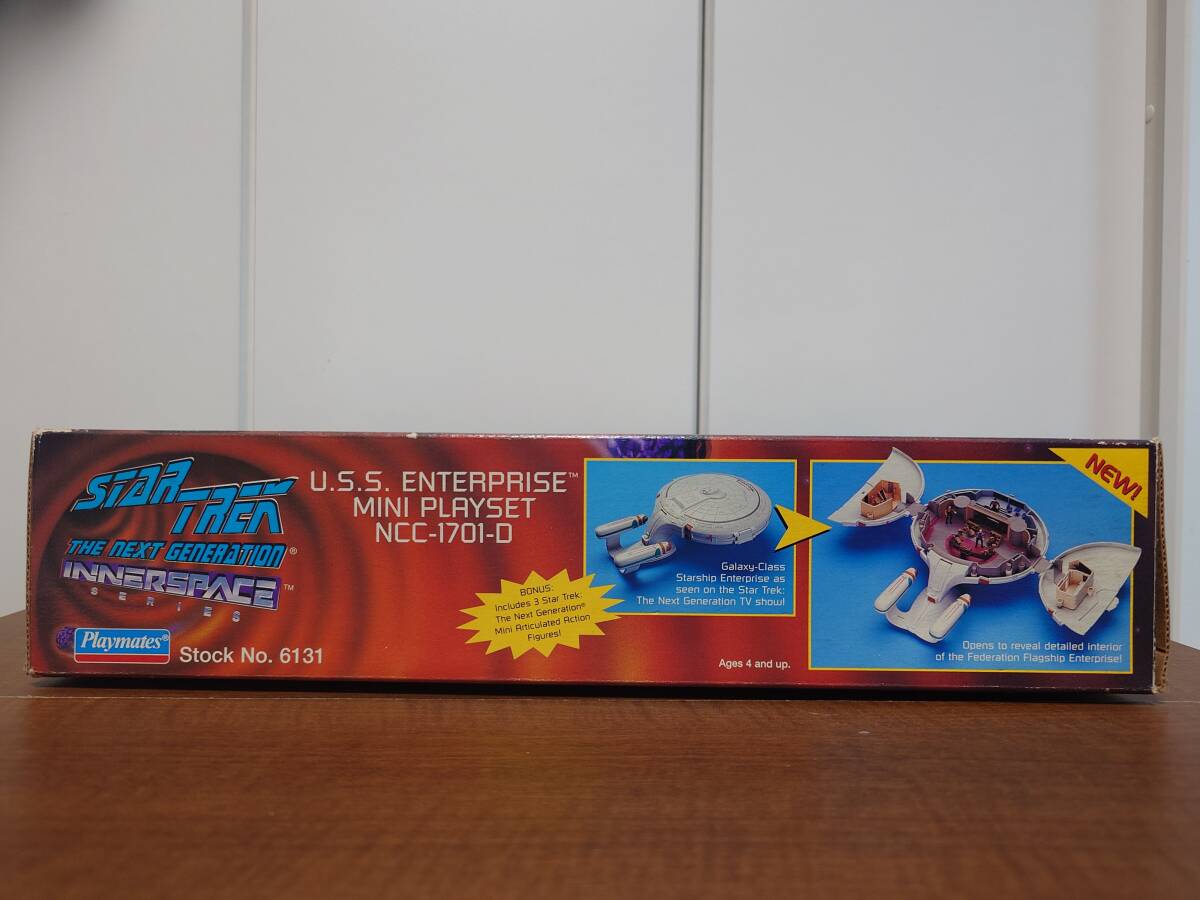 STAR TREK
THE NEXT GENERATION®
INNERSPACE™
SERIES
Playmates®
Stock No. 6131
U.S.S. ENTERPRISE™
MINI PLAYSET
NCC-1701-D
BONUS:
Includes 3 Star Trek:
The Next Generation®
Mini Articulated Action
Figures!
Galaxy-Class
Starship Enterprise as
seen on the Star Trek:
The Next Generation TV show!
Ages 4 and up.
NEW!
Opens to reveal detailed interior
of the Federation Flagship Enterprise!